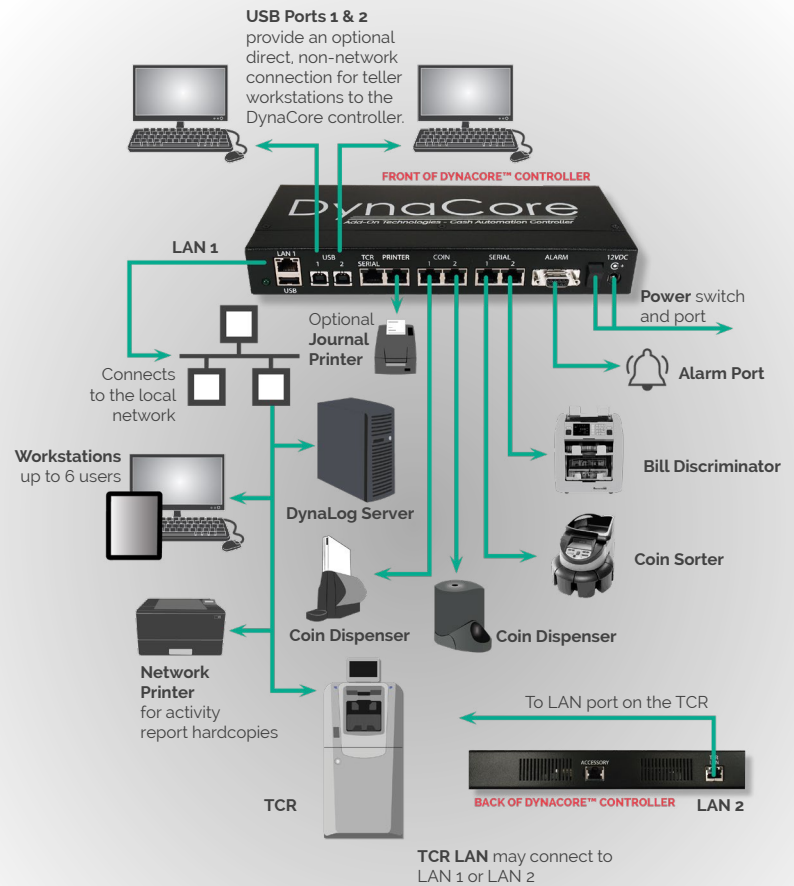 USB Ports 1 & 2
provide an optional
direct, non-network
connection for teller
workstations to the
DynaCore controller.
FRONT OF DYNACORE™ CONTROLLER
DynaCore
Add-On Technologies - Cash Automation Controller
LAN 1
LAN 1
USB
1 2
TCR
SERIAL
PRINTER
COIN
1 2
SERIAL
1 2
ALARM
12VDC
USB
Power switch
and port
Optional
Journal
Printer
Alarm Port
Connects
to the local
network
Workstations
up to 6 users
DynaLog Server
Bill Discriminator
Coin Sorter
Coin Dispenser
Coin Dispenser
Network
Printer
for activity
report hardcopies
To LAN port on the TCR
ACCESSORY
BACK OF DYNACORE™ CONTROLLER
LAN 2
TCR
TCR LAN may connect to
LAN 1 or LAN 2